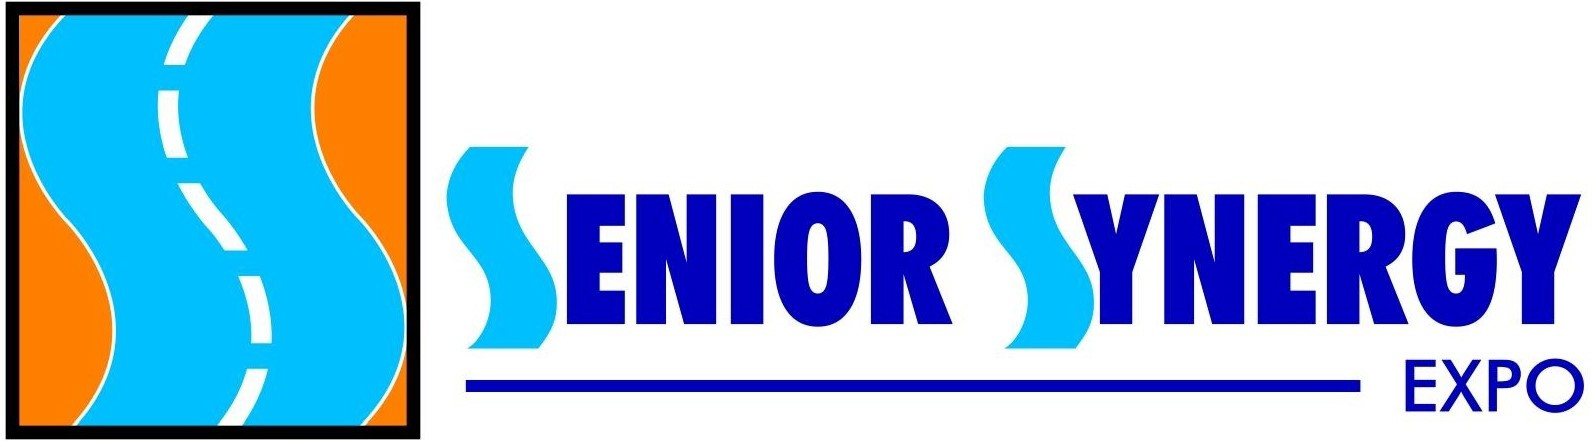 SENIOR SYNERGY
EXPO